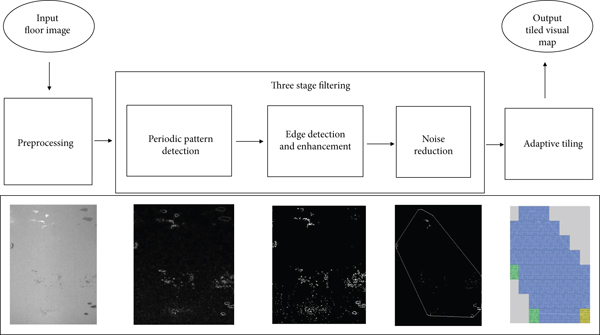 Input
floor image
Output
tiled visual
map
Three stage filtering
Preprocessing
Periodic pattern
detection
Edge detection
and enhancement
Noise
reduction
Adaptive tiling